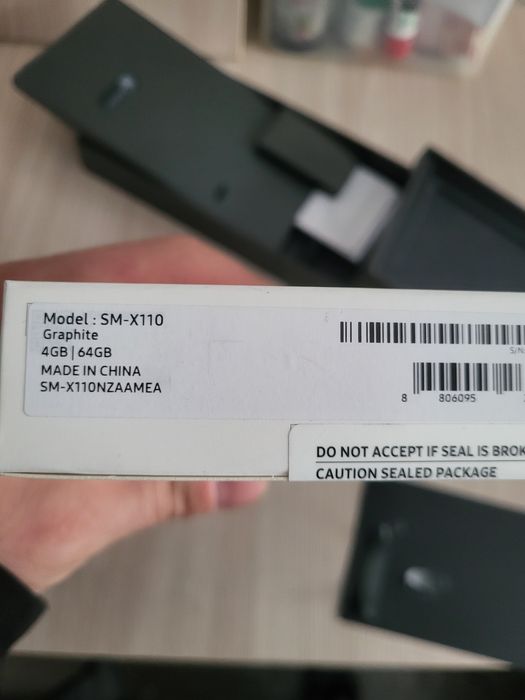 Model : SM-X110
Graphite
4GB | 64GB
MADE IN CHINA
SM-X110NZAAMEA
S/N
8 806095
DO NOT ACCEPT IF SEAL IS BROK
CAUTION SEALED PACKAGE